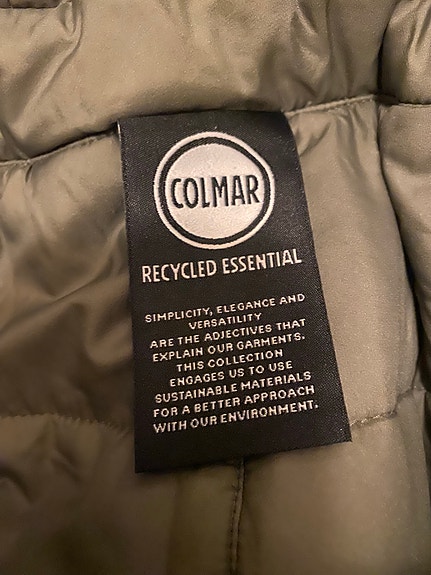 COLMAR
RECYCLED ESSENTIAL
SIMPLICITY, ELEGANCE AND
VERSATILITY
ARE THE ADJECTIVES THAT
EXPLAIN OUR GARMENTS.
THIS COLLECTION
ENGAGES US TO USE
SUSTAINABLE MATERIALS
FOR A BETTER APPROACH
WITH OUR ENVIRONMENT.